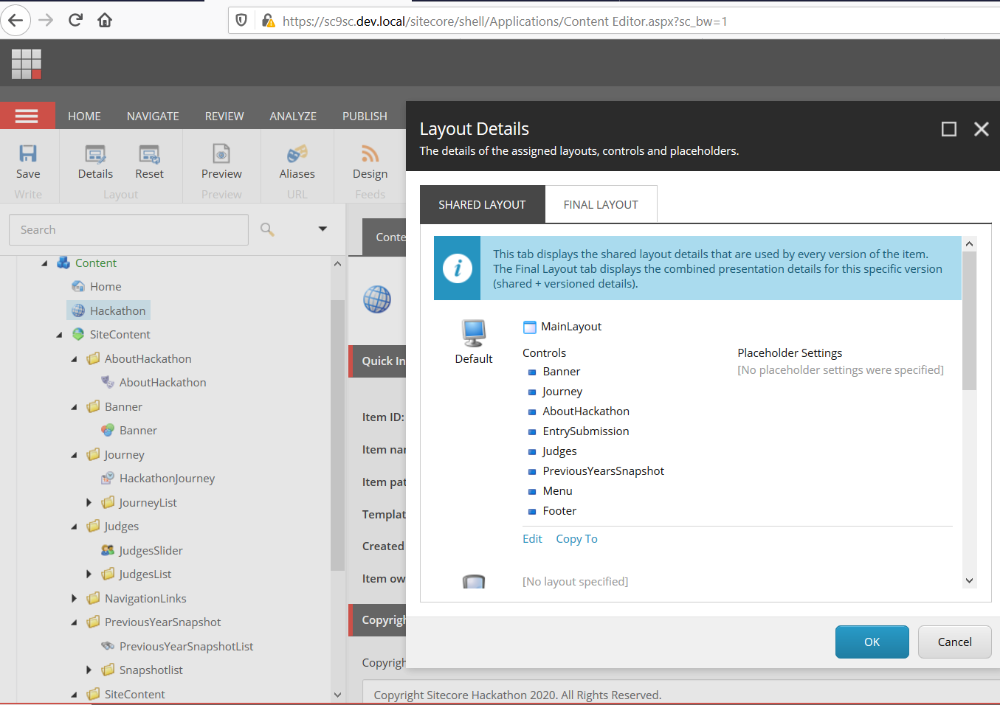 https://sc9sc.dev.local/sitecore/shell/Applications/Content Editor.aspx?sc_bw=1
HOME NAVIGATE REVIEW ANALYZE PUBLISH
Save Details Reset Preview Aliases Design
Write Layout Preview URL Feeds
Search
Content
Home
Hackathon
SiteContent
AboutHackathon
AboutHackathon
Banner
Banner
Journey
HackathonJourney
JourneyList
Judges
JudgesSlider
JudgesList
NavigationLinks
PreviousYearSnapshot
PreviousYearSnapshotList
Snapshotlist
SiteContent
Conte
Quick In
Item ID:
Item nar
Item pat
Templat
Created
Item ow
Copyrigh
Copyrigh
Copyright Sitecore Hackathon 2020. All Rights Reserved.
Layout Details
The details of the assigned layouts, controls and placeholders.
SHARED LAYOUT FINAL LAYOUT
This tab displays the shared layout details that are used by every version of the item.
The Final Layout tab displays the combined presentation details for this specific version
(shared + versioned details).
Default
MainLayout
Controls
Banner
Journey
AboutHackathon
EntrySubmission
Judges
PreviousYearsSnapshot
Menu
Footer
Placeholder Settings
[No placeholder settings were specified]
Edit Copy To
[No layout specified]
OK Cancel